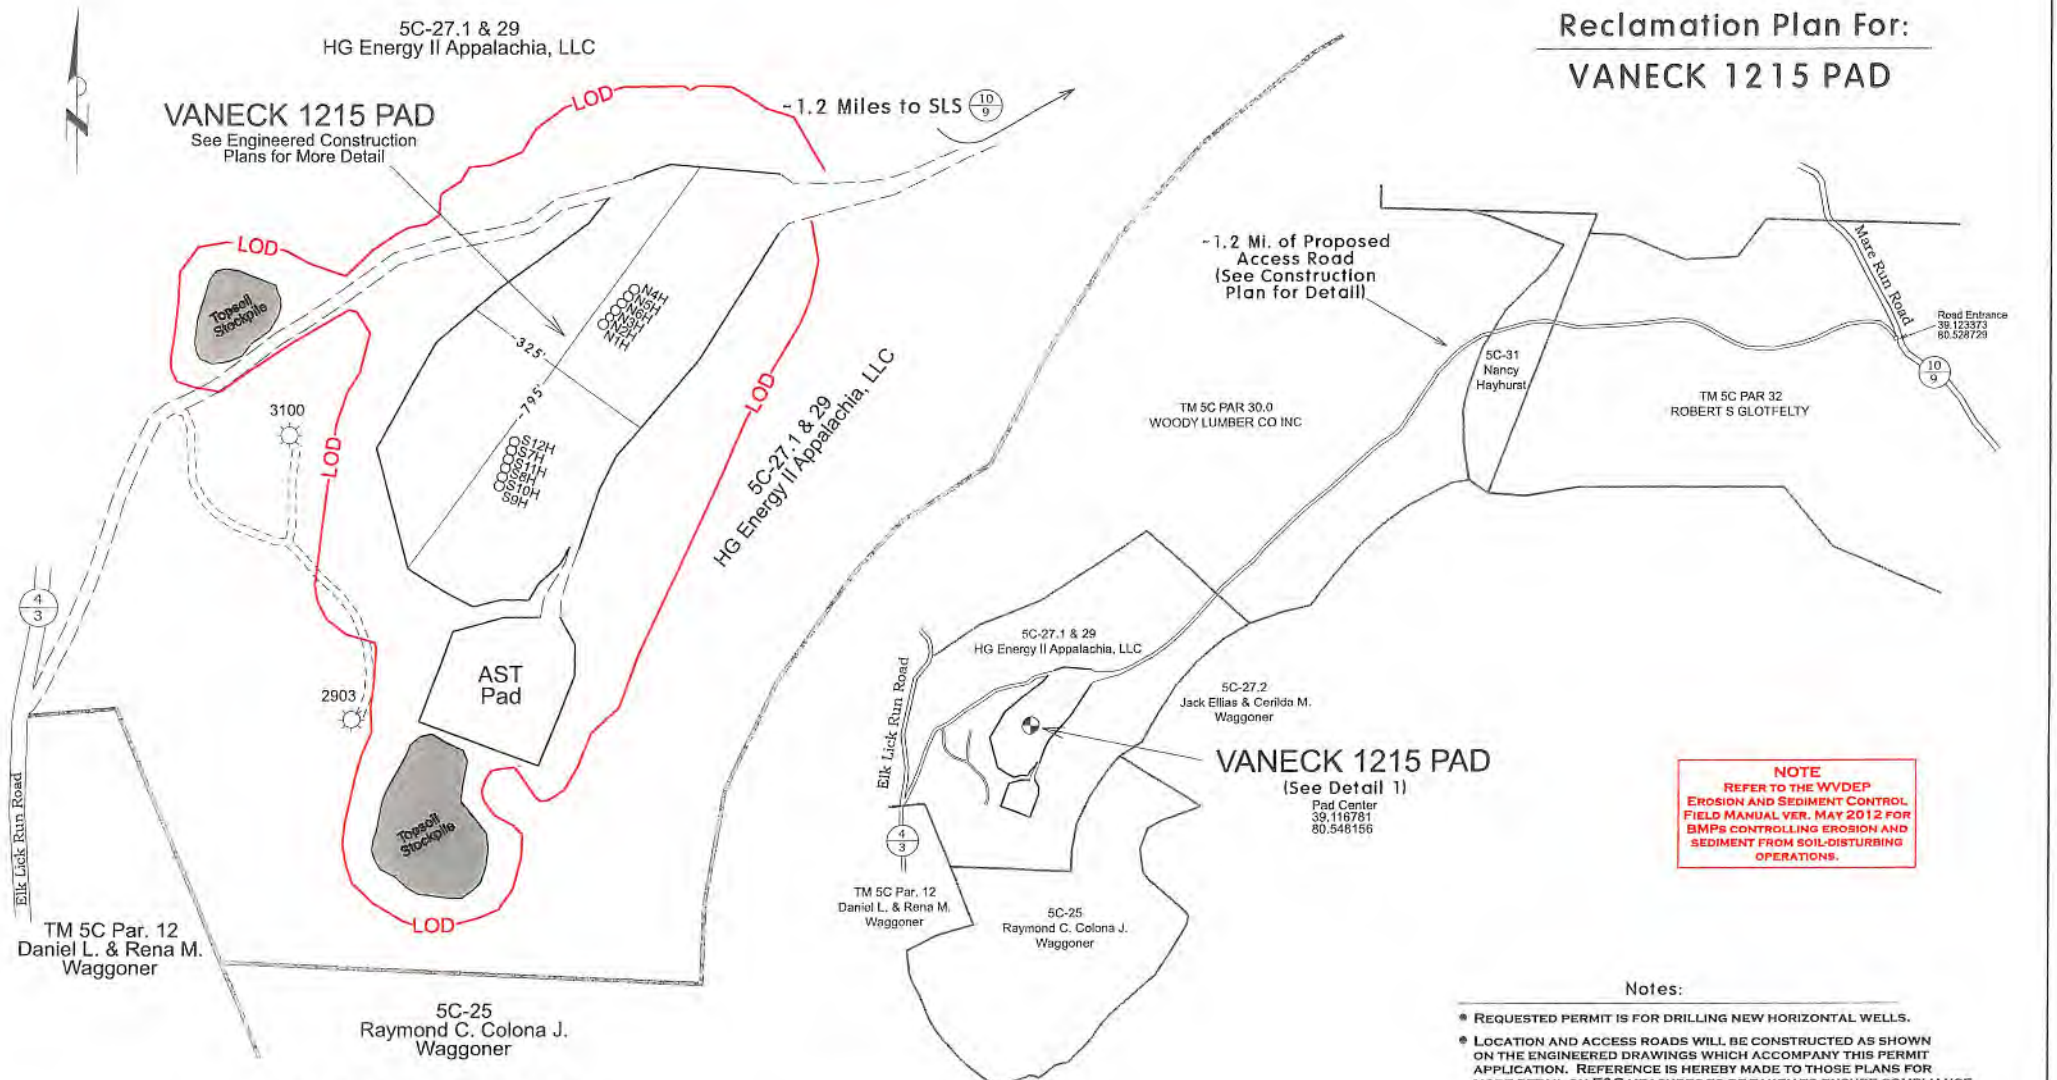 Reclamation Plan For:
VANECK 1215 PAD
5C-27.1 & 29
HG Energy II Appalachia, LLC
N
VANECK 1215 PAD
See Engineered Construction
Plans for More Detail
LOD
~1.2 Miles to SLS
10
9
LOD
Topsoil
Stockpile
N4H
N5H
N6H
N3H
N2H
N1H
-325'-
-795'-
S12H
S7H
S11H
S8H
S10H
S9H
3100
LOD
LOD
5C-27.1 & 29
HG Energy II Appalachia, LLC
4
3
2903
AST
Pad
Topsoil
Stockpile
LOD
Elk Lick Run Road
TM 5C Par. 12
Daniel L. & Rena M.
Waggoner
5C-25
Raymond C. Colona J.
Waggoner
~1.2 Mi. of Proposed
Access Road
(See Construction
Plan for Detail)
Mare Run Road
Road Entrance
39.123373
80.528729
10
9
5C-31
Nancy
Hayhurst
TM 5C PAR 30.0
WOODY LUMBER CO INC
TM 5C PAR 32
ROBERT S GLOTFELTY
5C-27.1 & 29
HG Energy II Appalachia, LLC
Elk Lick Run Road
5C-27.2
Jack Ellias & Cerilda M.
Waggoner
VANECK 1215 PAD
(See Detail 1)
Pad Center
39.116781
80.546156
4
3
TM 5C Par. 12
Daniel L. & Rena M.
Waggoner
5C-25
Raymond C. Colona J.
Waggoner
NOTE
REFER TO THE WVDEP
EROSION AND SEDIMENT CONTROL
FIELD MANUAL VER. MAY 2012 FOR
BMPS CONTROLLING EROSION AND
SEDIMENT FROM SOIL-DISTURBING
OPERATIONS.
Notes:
• REQUESTED PERMIT IS FOR DRILLING NEW HORIZONTAL WELLS.
• LOCATION AND ACCESS ROADS WILL BE CONSTRUCTED AS SHOWN
ON THE ENGINEERED DRAWINGS WHICH ACCOMPANY THIS PERMIT
APPLICATION. REFERENCE IS HEREBY MADE TO THOSE PLANS FOR